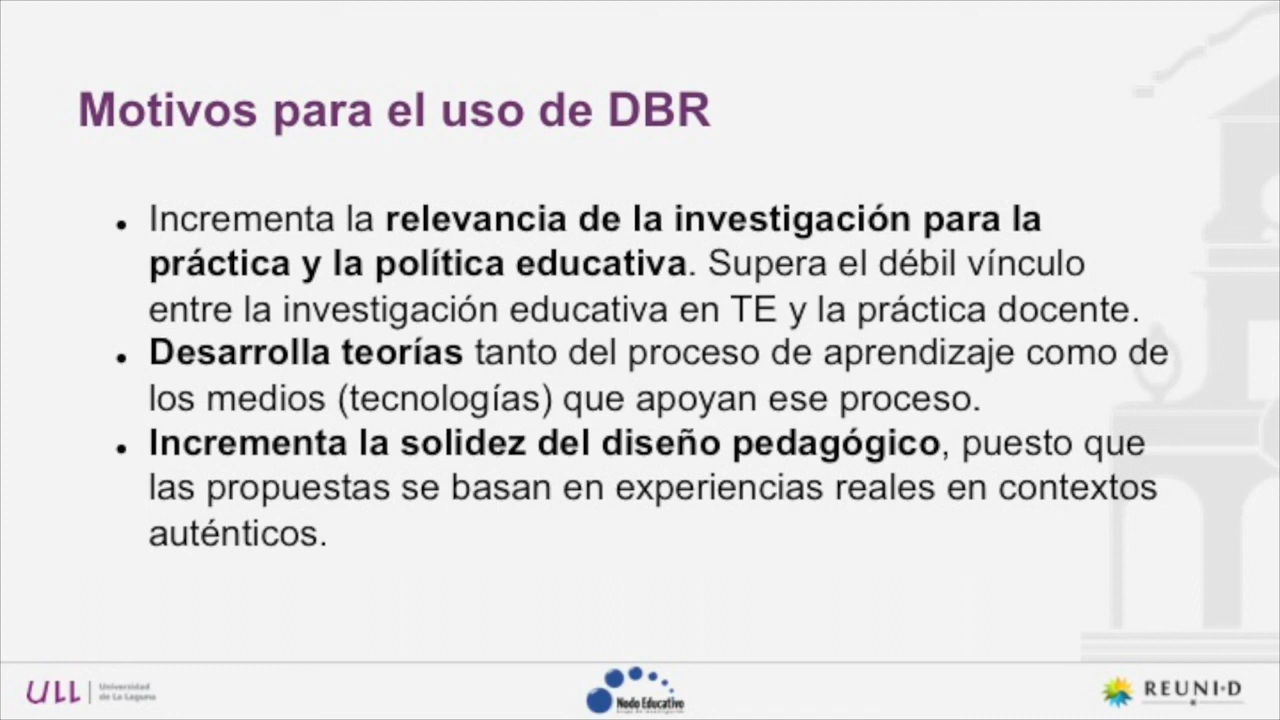 Motivos para el uso de DBR
• Incrementa la relevancia de la investigación para la
práctica y la política educativa. Supera el débil vínculo
entre la investigación educativa en TE y la práctica docente.
• Desarrolla teorías tanto del proceso de aprendizaje como de
los medios (tecnologías) que apoyan ese proceso.
• Incrementa la solidez del diseño pedagógico, puesto que
las propuestas se basan en experiencias reales en contextos
auténticos.
ULL
Universidad
de La Laguna
Nodo Educativo
REUNI+D